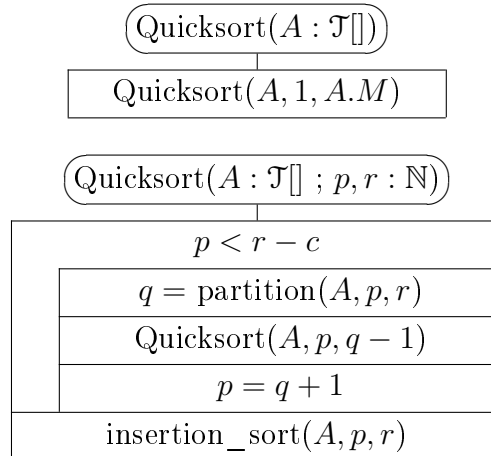 Quicksort(A : 𝒯[])
Quicksort(A, 1, A.M)
Quicksort(A : 𝒯[] ; p, r : ℕ)
p < r − c
q = partition(A, p, r)
Quicksort(A, p, q − 1)
p = q + 1
insertion_sort(A, p, r)